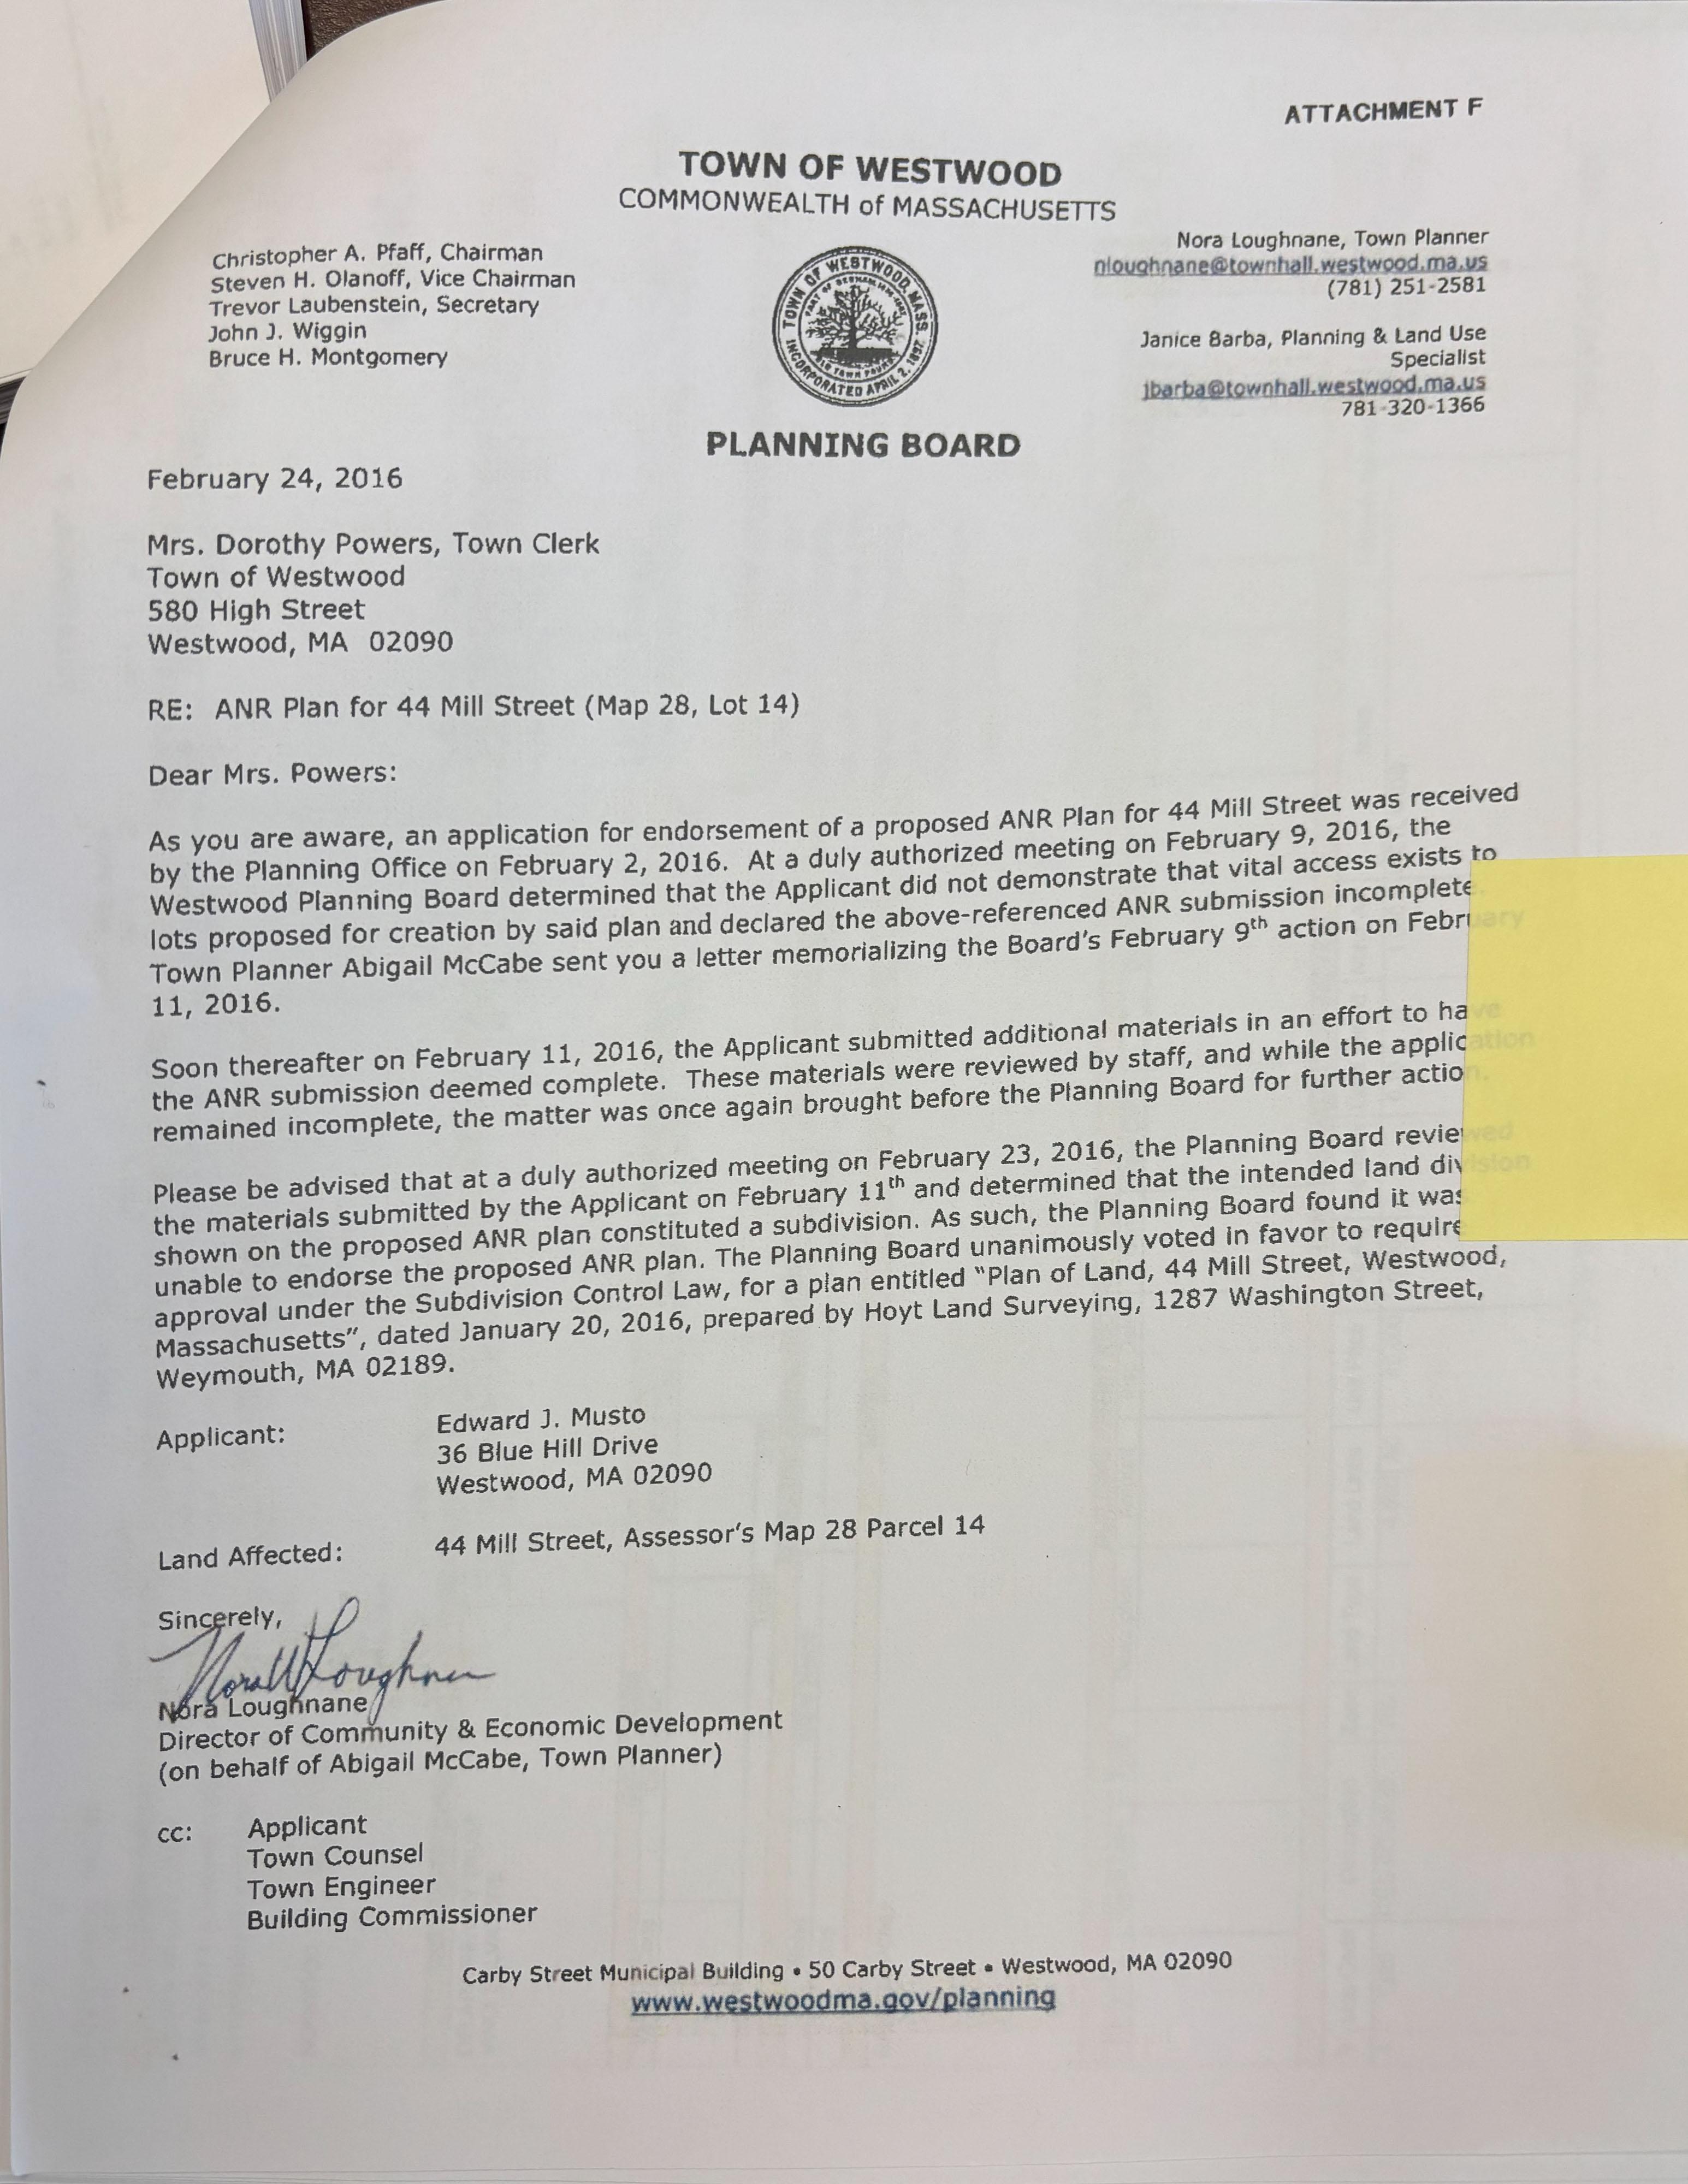 ATTACHMENT F
TOWN OF WESTWOOD
COMMONWEALTH of MASSACHUSETTS
Christopher A. Pfaff, Chairman
Steven H. Olanoff, Vice Chairman
Trevor Laubenstein, Secretary
John J. Wiggin
Bruce H. Montgomery
TOWN OF WESTWOOD, MASS.
INCORPORATED APRIL 2, 1897.
OLD TOWN POUND
Nora Loughnane, Town Planner
nloughnane@townhall.westwood.ma.us
(781) 251-2581
Janice Barba, Planning & Land Use
Specialist
jbarba@townhall.westwood.ma.us
781-320-1366
PLANNING BOARD
February 24, 2016
Mrs. Dorothy Powers, Town Clerk
Town of Westwood
580 High Street
Westwood, MA 02090
RE: ANR Plan for 44 Mill Street (Map 28, Lot 14)
Dear Mrs. Powers:
As you are aware, an application for endorsement of a proposed ANR Plan for 44 Mill Street was received
by the Planning Office on February 2, 2016. At a duly authorized meeting on February 9, 2016, the
Westwood Planning Board determined that the Applicant did not demonstrate that vital access exists to
lots proposed for creation by said plan and declared the above-referenced ANR submission incomplete
Town Planner Abigail McCabe sent you a letter memorializing the Board's February 9th action on February
11, 2016.
Soon thereafter on February 11, 2016, the Applicant submitted additional materials in an effort to have
the ANR submission deemed complete. These materials were reviewed by staff, and while the application
remained incomplete, the matter was once again brought before the Planning Board for further action.
Please be advised that at a duly authorized meeting on February 23, 2016, the Planning Board reviewed
the materials submitted by the Applicant on February 11th and determined that the intended land division
shown on the proposed ANR plan constituted a subdivision. As such, the Planning Board found it was
unable to endorse the proposed ANR plan. The Planning Board unanimously voted in favor to require
approval under the Subdivision Control Law, for a plan entitled "Plan of Land, 44 Mill Street, Westwood,
Massachusetts", dated January 20, 2016, prepared by Hoyt Land Surveying, 1287 Washington Street,
Weymouth, MA 02189.
Applicant: Edward J. Musto
36 Blue Hill Drive
Westwood, MA 02090
Land Affected: 44 Mill Street, Assessor's Map 28 Parcel 14
Sincerely,
Nora Loughnane
Nora Loughnane
Director of Community & Economic Development
(on behalf of Abigail McCabe, Town Planner)
cc: Applicant
Town Counsel
Town Engineer
Building Commissioner
Carby Street Municipal Building • 50 Carby Street • Westwood, MA 02090
www.westwoodma.gov/planning